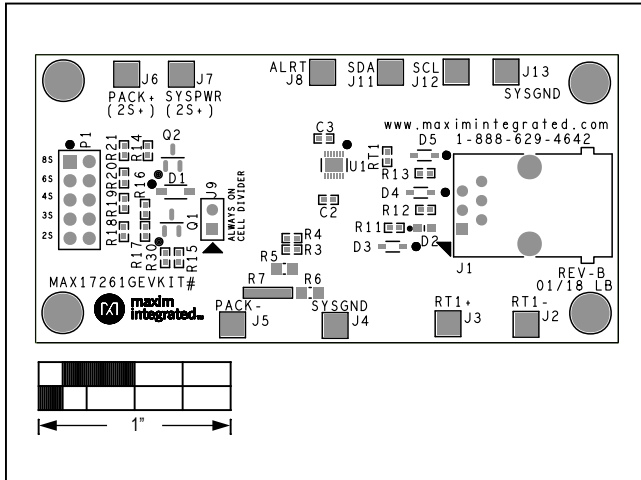 J6
PACK+
(2S+)
J7
SYSPWR
(2S+)
ALRT
J8
SDA
J11
SCL
J12
J13
SYSGND
P1
8S
6S
4S
3S
2S
R21
R20
R19
R18
R14
R16
R17
R30
R15
Q2
D1
Q1
J9
ALWAYS ON
CELL DIVIDER
C3
U1
C2
RT1
www.maximintegrated.com
1-888-629-4642
D5
R13
D4
R12
R11
D2
D3
J1
R4
R3
R5
R7
R6
MAX17261GEVKIT#
maxim
integrated™
PACK-
J5
SYSGND
J4
RT1+
J3
RT1-
J2
REV-B
01/18 LB
1"